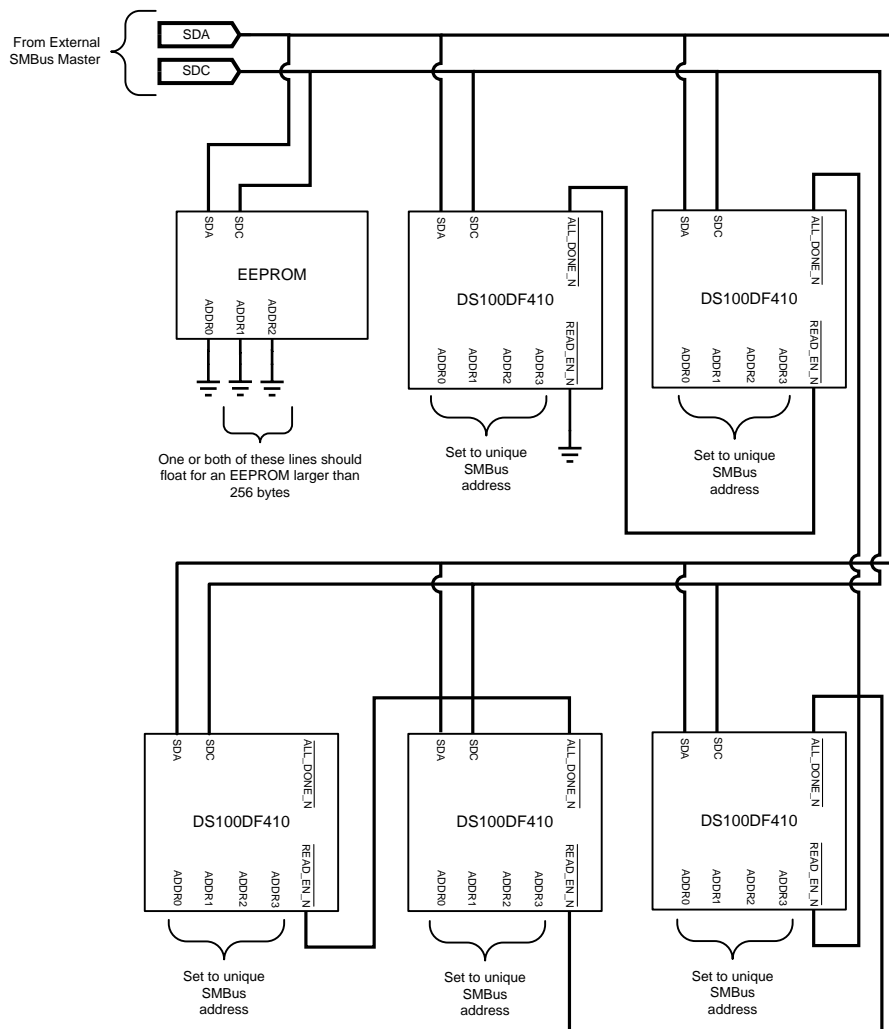 From External
SMBus Master
SDA
SDC
SDA
SDC
EEPROM
ADDR0
ADDR1
ADDR2
One or both of these lines should
float for an EEPROM larger than
256 bytes
SDA
SDC
ALL_DONE_N
DS100DF410
ADDR0
ADDR1
ADDR2
ADDR3
READ_EN_N
Set to unique
SMBus
address
SDA
SDC
ALL_DONE_N
DS100DF410
ADDR0
ADDR1
ADDR2
ADDR3
READ_EN_N
Set to unique
SMBus
address
SDA
SDC
ALL_DONE_N
DS100DF410
ADDR0
ADDR1
ADDR2
ADDR3
READ_EN_N
Set to unique
SMBus
address
SDA
SDC
ALL_DONE_N
DS100DF410
ADDR0
ADDR1
ADDR2
ADDR3
READ_EN_N
Set to unique
SMBus
address
SDA
SDC
ALL_DONE_N
DS100DF410
ADDR0
ADDR1
ADDR2
ADDR3
READ_EN_N
Set to unique
SMBus
address